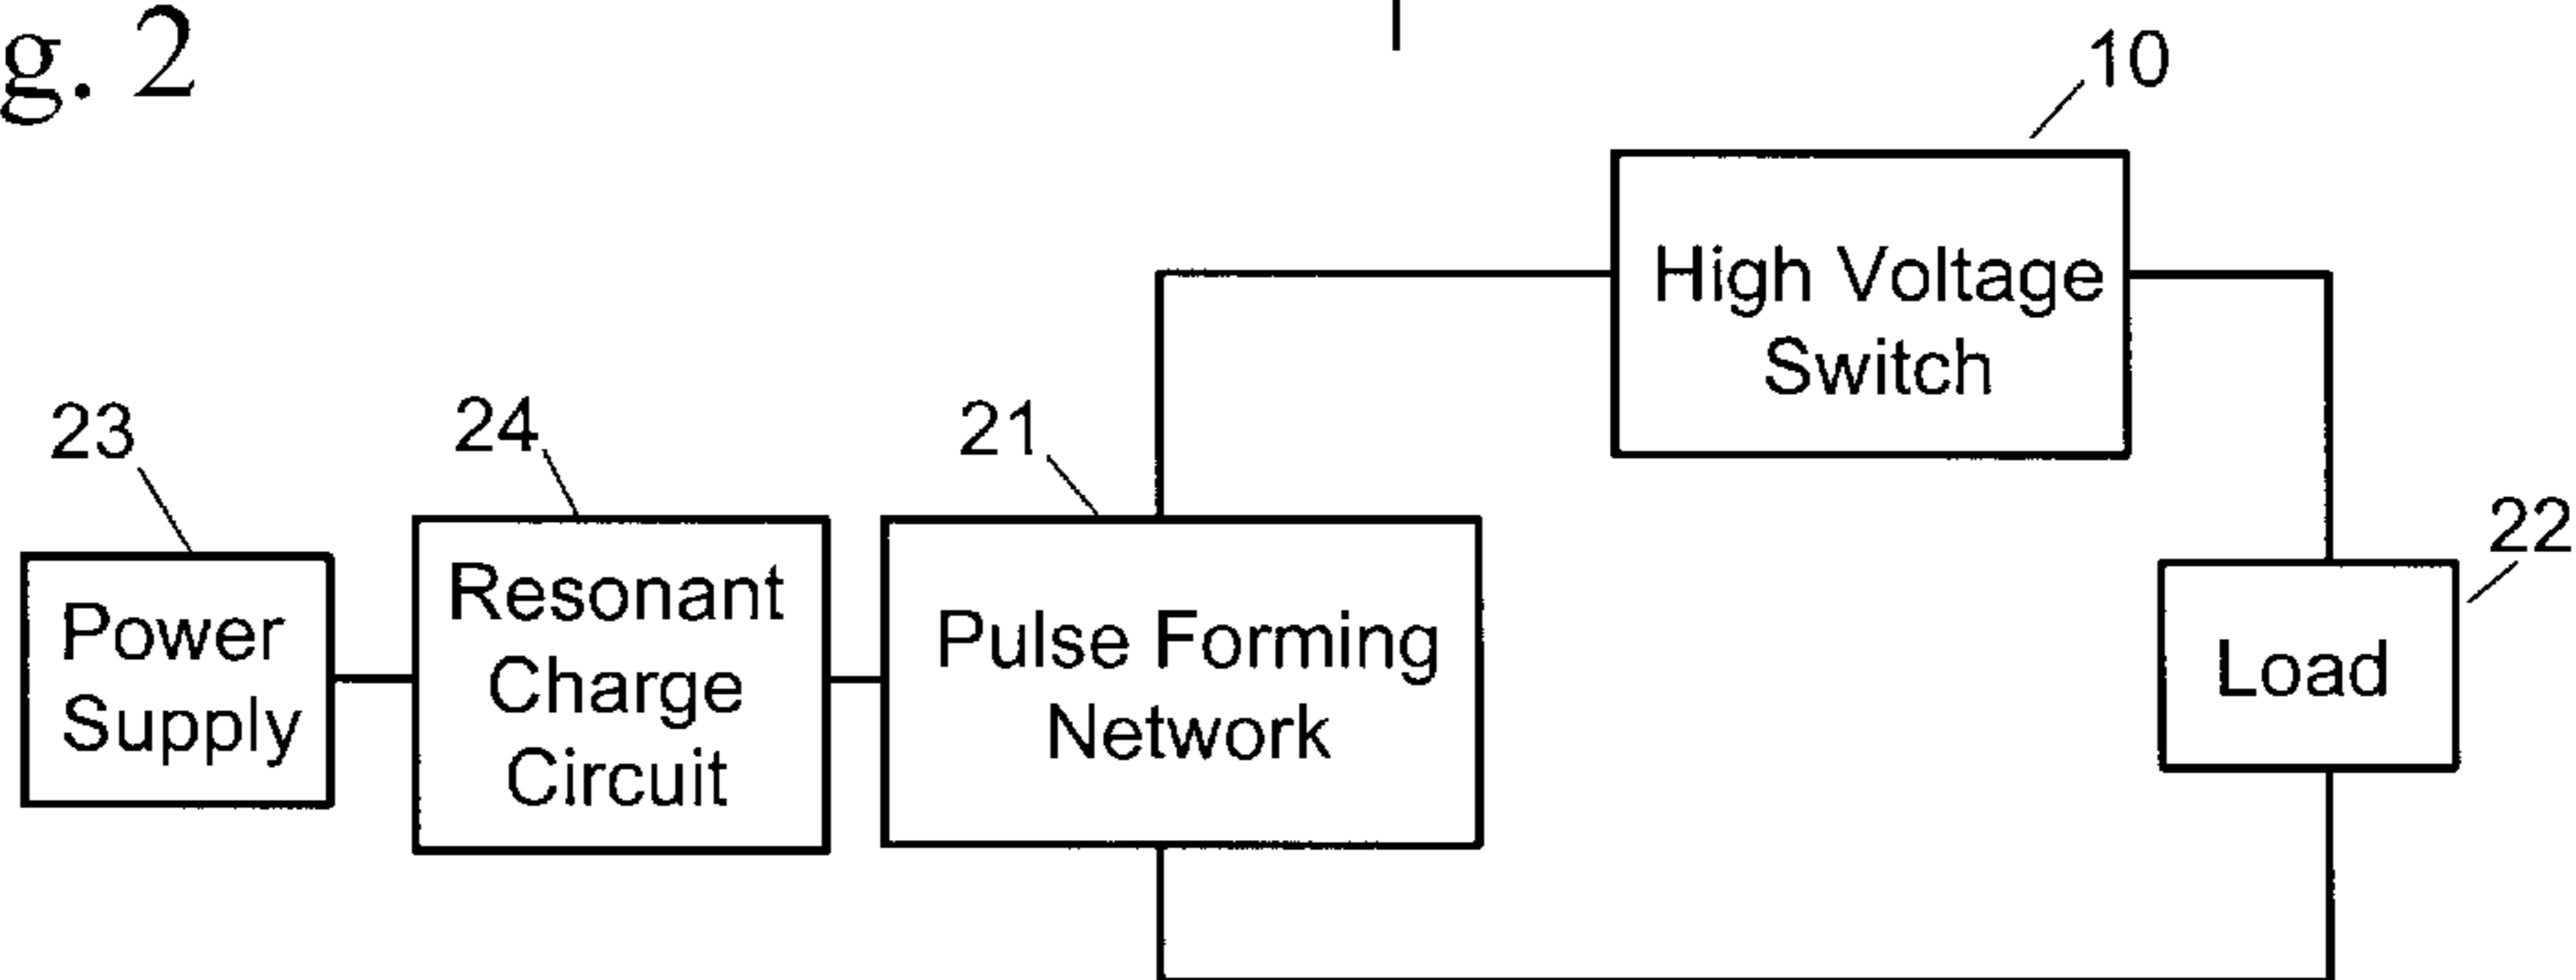 g. 2
10
High Voltage
Switch
23
24
21
22
Power
Supply
Resonant
Charge
Circuit
Pulse Forming
Network
Load